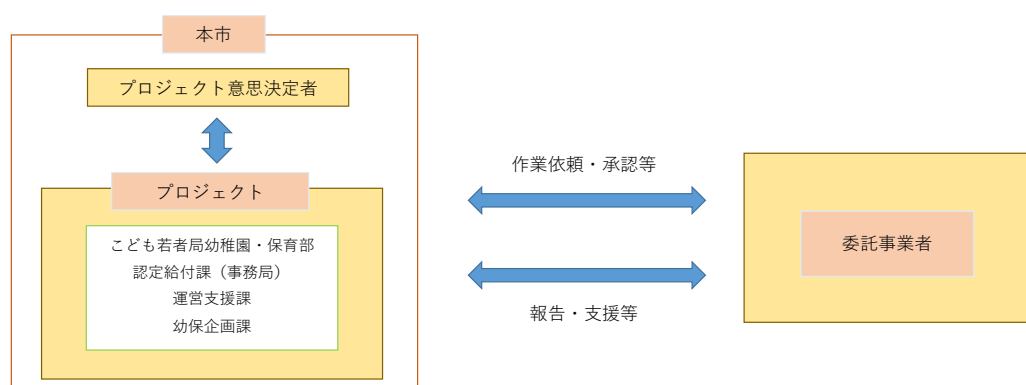 本市
プロジェクト意思決定者
プロジェクト
こども若者局幼稚園・保育部
認定給付課（事務局）
運営支援課
幼保企画課
作業依頼・承認等
報告・支援等
委託事業者